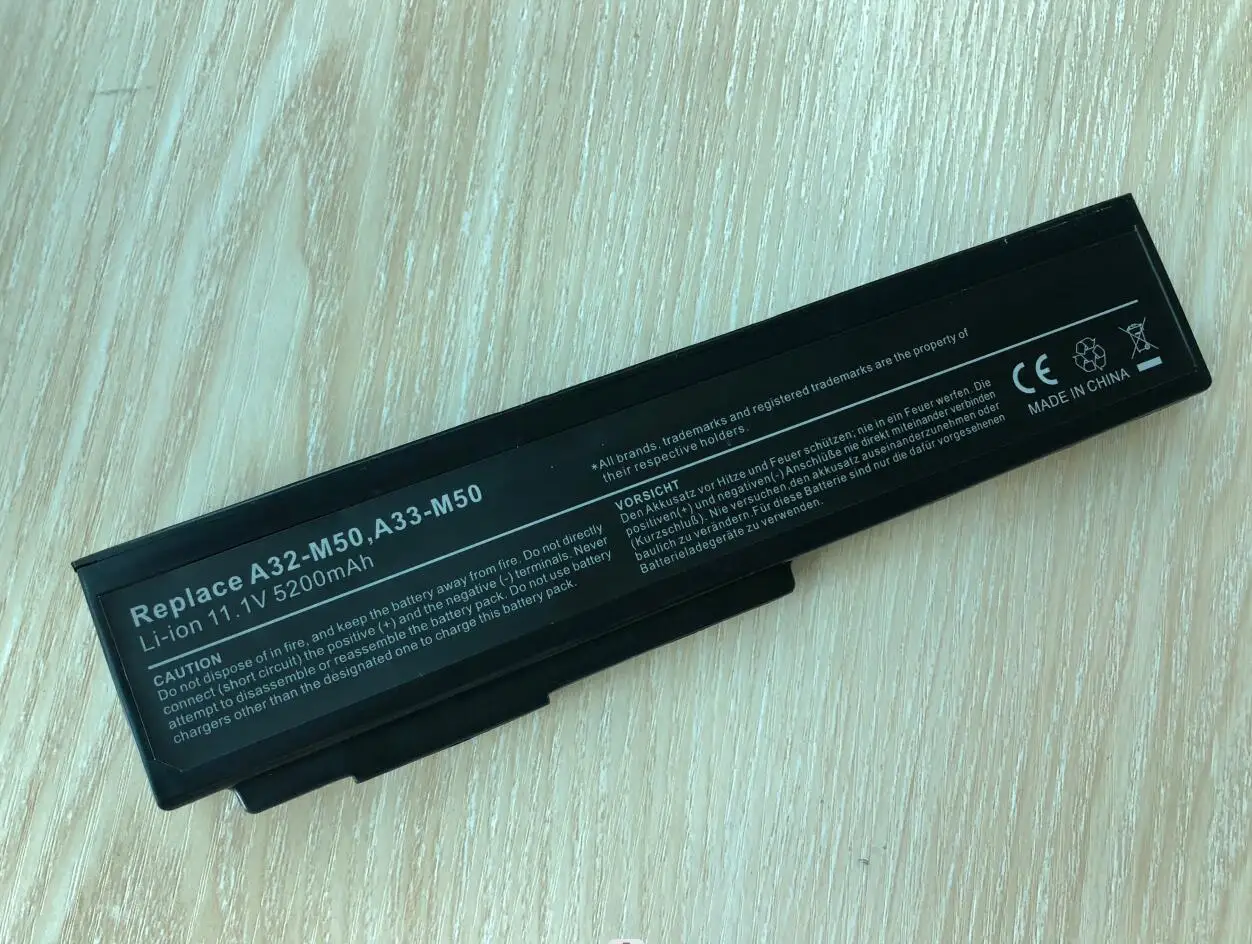 Replace A32-M50,A33-M50
Li-ion 11.1V 5200mAh
*All brands, trademarks and registered trademarks are the property of
their respective holders.
CAUTION
Do not dispose of in fire, and keep the battery away from fire. Do not directly
connect (short circuit) the positive (+) and the negative (-) terminals. Never
attempt to disassemble or reassemble the battery pack. Do not use battery
chargers other than the designated one to charge this battery pack.
VORSICHT
Den Akkusatz vor Hitze und Feuer schützen: nie in ein Feuer werfen. Die
positiven(+) und negativen(-) Anschlüße nie direkt miteinander verbinden
(Kurzschluß). Nie versuchen,den akkusatz auseinanderzunehmen oder
baulich zu verändern.Für diese Batterie sind nur die dafür vorgesehenen
Batterieladegeräte zu verwenden.
CE
MADE IN CHINA